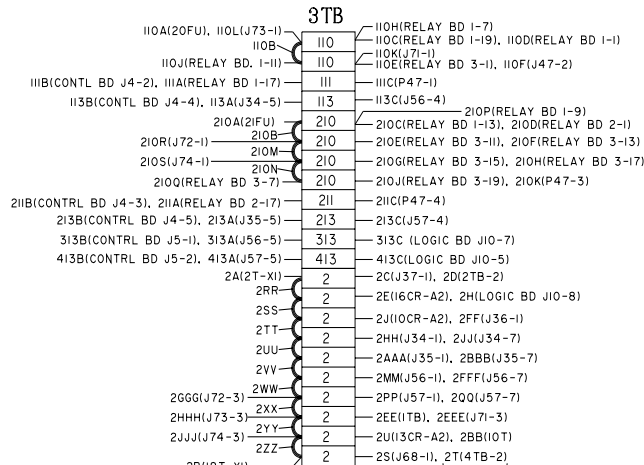 3TB
110A(20FU), 110L(J73-1)
110H(RELAY BD 1-7)
110B
110
110C(RELAY BD 1-19), 110D(RELAY BD 1-1)
110K(J71-1)
110J(RELAY BD. 1-11)
110
110E(RELAY BD 3-1), 110F(J47-2)
111B(CONTL BD J4-2), 111A(RELAY BD 1-17)
111
111C(P47-1)
113B(CONTL BD J4-4), 113A(J34-5)
113
113C(J56-4)
210P(RELAY BD 1-9)
210A(21FU)
210
210C(RELAY BD 1-13), 210D(RELAY BD 2-1)
210B
210R(J72-1)
210
210E(RELAY BD 3-11), 210F(RELAY BD 3-13)
210M
210S(J74-1)
210
210G(RELAY BD 3-15), 210H(RELAY BD 3-17)
210N
210Q(RELAY BD 3-7)
210
210J(RELAY BD 3-19), 210K(P47-3)
211B(CONTRL BD J4-3), 211A(RELAY BD 2-17)
211
211C(P47-4)
213B(CONTRL BD J4-5), 213A(J35-5)
213
213C(J57-4)
313B(CONTRL BD J5-1), 313A(J56-5)
313
313C (LOGIC BD J10-7)
413B(CONTRL BD J5-2), 413A(J57-5)
413
413C(LOGIC BD J10-5)
2A(2T-X1)
2
2C(J37-1), 2D(2TB-2)
2RR
2
2E(16CR-A2), 2H(LOGIC BD J10-8)
2SS
2
2J(10CR-A2), 2FF(J36-1)
2TT
2
2HH(J34-1), 2JJ(J34-7)
2UU
2
2AAA(J35-1), 2BBB(J35-7)
2VV
2
2MM(J56-1), 2FFF(J56-7)
2WW
2GGG(J72-3)
2
2PP(J57-1), 2QQ(J57-7)
2XX
2HHH(J73-3)
2
2EE(1TB), 2EEE(J71-3)
2YY
2JJJ(J74-3)
2
2U(13CR-A2), 2BB(10T)
2ZZ
2
2S(J68-1), 2T(4TB-2)